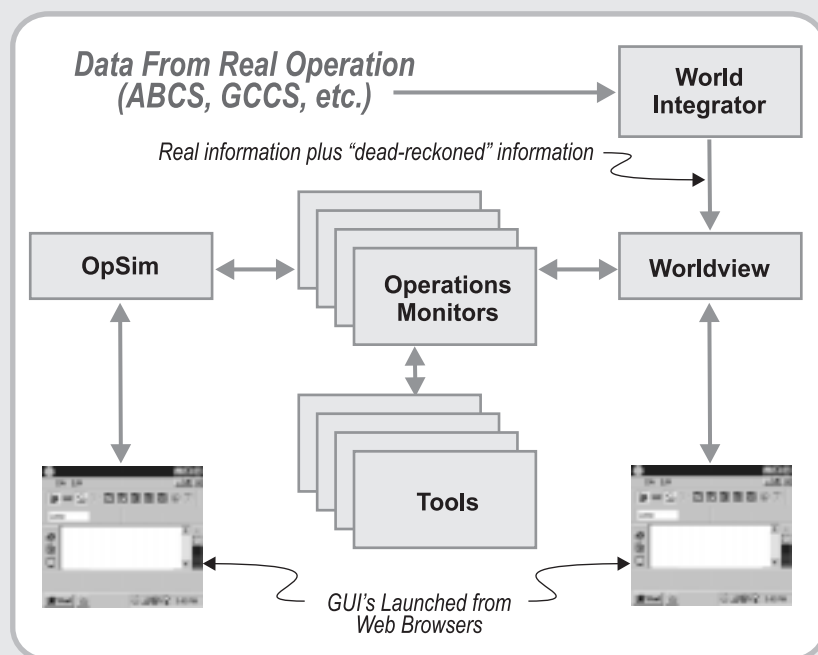 Data From Real Operation
(ABCS, GCCS, etc.)
World
Integrator
Real information plus “dead-reckoned” information
OpSim
Operations
Monitors
Worldview
Tools
GUI's Launched from
Web Browsers